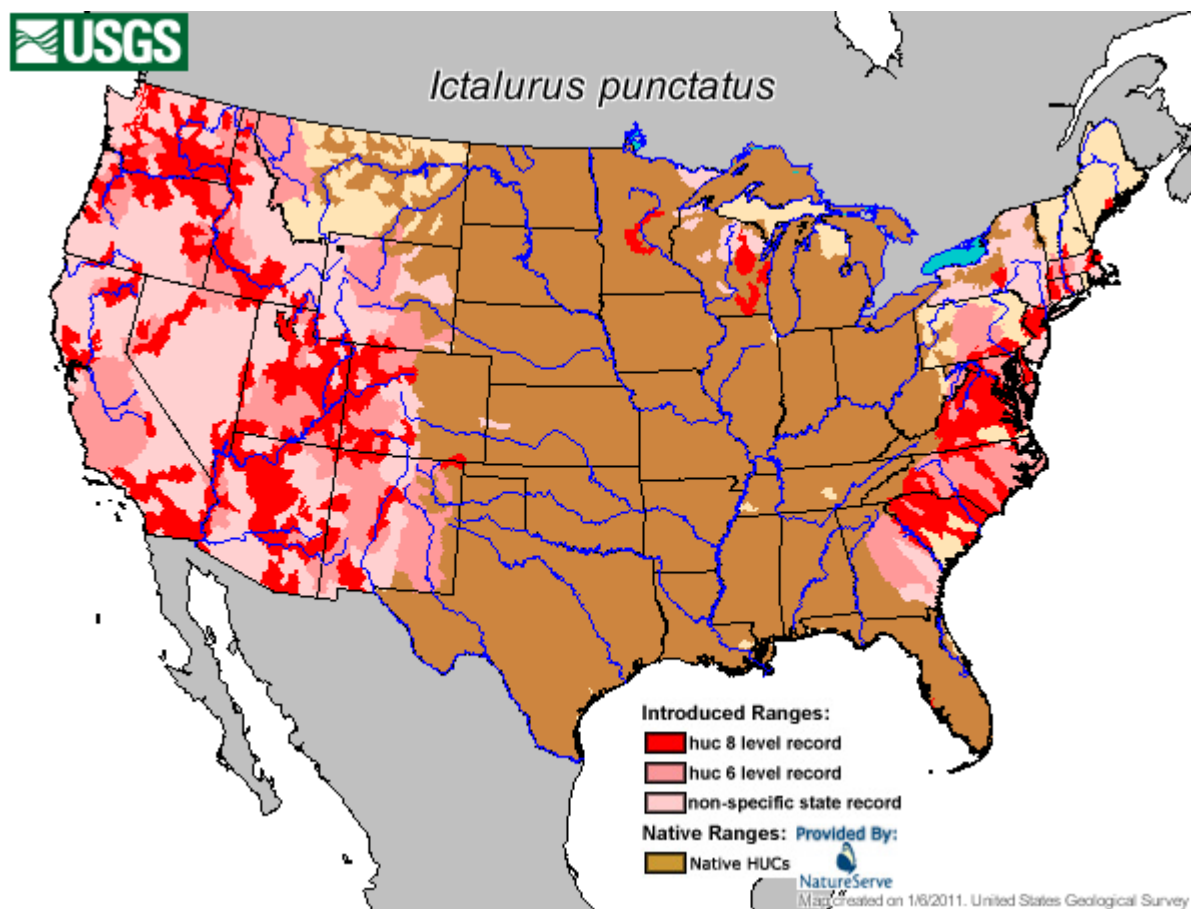 USGS
Ictalurus punctatus
Introduced Ranges:
huc 8 level record
huc 6 level record
non-specific state record
Native Ranges: Provided By:
Native HUCs
NatureServe
Map created on 1/6/2011. United States Geological Survey